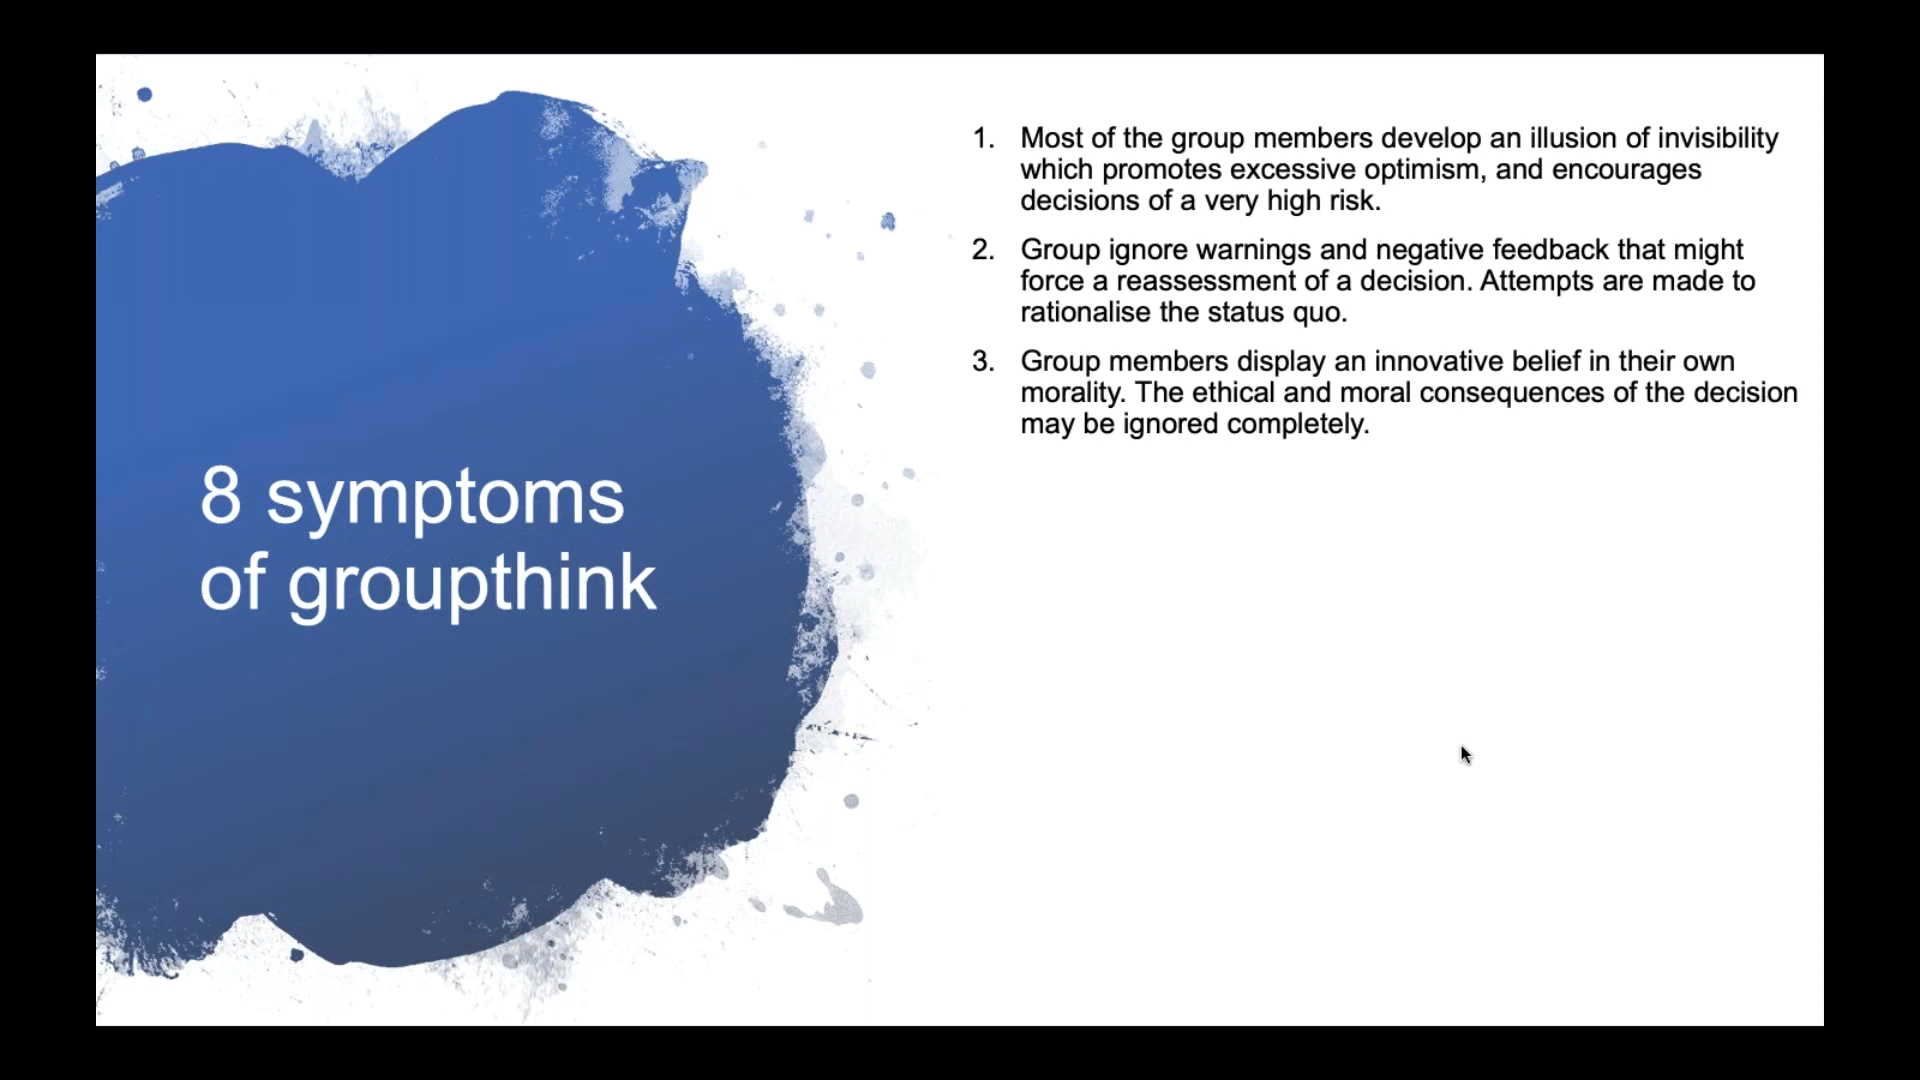 8 symptoms
of groupthink
1. Most of the group members develop an illusion of invisibility
which promotes excessive optimism, and encourages
decisions of a very high risk.
2. Group ignore warnings and negative feedback that might
force a reassessment of a decision. Attempts are made to
rationalise the status quo.
3. Group members display an innovative belief in their own
morality. The ethical and moral consequences of the decision
may be ignored completely.